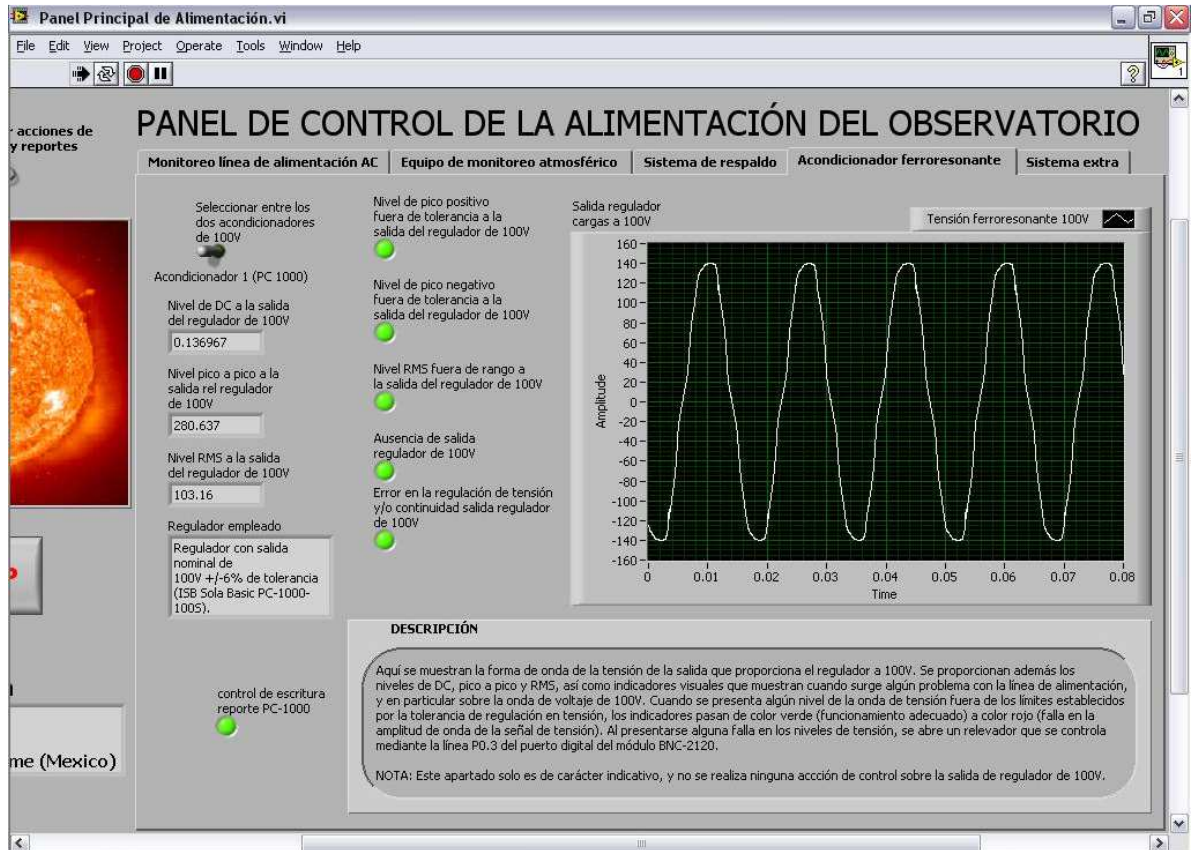 Panel Principal de Alimentación.vi
File Edit View Project Operate Tools Window Help
1
acciones de
y reportes
PANEL DE CONTROL DE LA ALIMENTACIÓN DEL OBSERVATORIO
Monitoreo línea de alimentación AC
Equipo de monitoreo atmosférico
Sistema de respaldo
Acondicionador ferroresonante
Sistema extra
Seleccionar entre los
dos acondicionadores
de 100V
Acondicionador 1 (PC 1000)
Nivel de DC a la salida
del regulador de 100V
0.136967
Nivel pico a pico a la
salida rel regulador
de 100V
280.637
Nivel RMS a la salida
del regulador de 100V
103.16
Regulador empleado
Regulador con salida
nominal de
100V +/-6% de tolerancia
(ISB Sola Basic PC-1000-
100S).
control de escritura
reporte PC-1000
Nivel de pico positivo
fuera de tolerancia a la
salida del regulador de 100V
Nivel de pico negativo
fuera de tolerancia a la
salida del regulador de 100V
Nivel RMS fuera de rango a
la salida del regulador de 100V
Ausencia de salida
regulador de 100V
Error en la regulación de tensión
y/o continuidad salida regulador
de 100V
Salida regulador
cargas a 100V
Tensión ferroresonante 100V
160
140
120
100
80
60
40
20
0
-20
-40
-60
-80
-100
-120
-140
-160
Amplitude
0 0.01 0.02 0.03 0.04 0.05 0.06 0.07 0.08
Time
DESCRIPCIÓN
Aquí se muestran la forma de onda de la tensión de la salida que proporciona el regulador a 100V. Se proporcionan además los
niveles de DC, pico a pico y RMS, así como indicadores visuales que muestran cuando surge algún problema con la línea de alimentación,
y en particular sobre la onda de voltaje de 100V. Cuando se presenta algún nivel de la onda de tensión fuera de los límites establecidos
por la tolerancia de regulación en tensión, los indicadores pasan de color verde (funcionamiento adecuado) a color rojo (falla en la
amplitud de onda de la señal de tensión). Al presentarse alguna falla en los niveles de tensión, se abre un relevador que se controla
mediante la línea P0.3 del puerto digital del módulo BNC-2120.
NOTA: Este apartado solo es de carácter indicativo, y no se realiza ninguna accción de control sobre la salida de regulador de 100V.
me (Mexico)